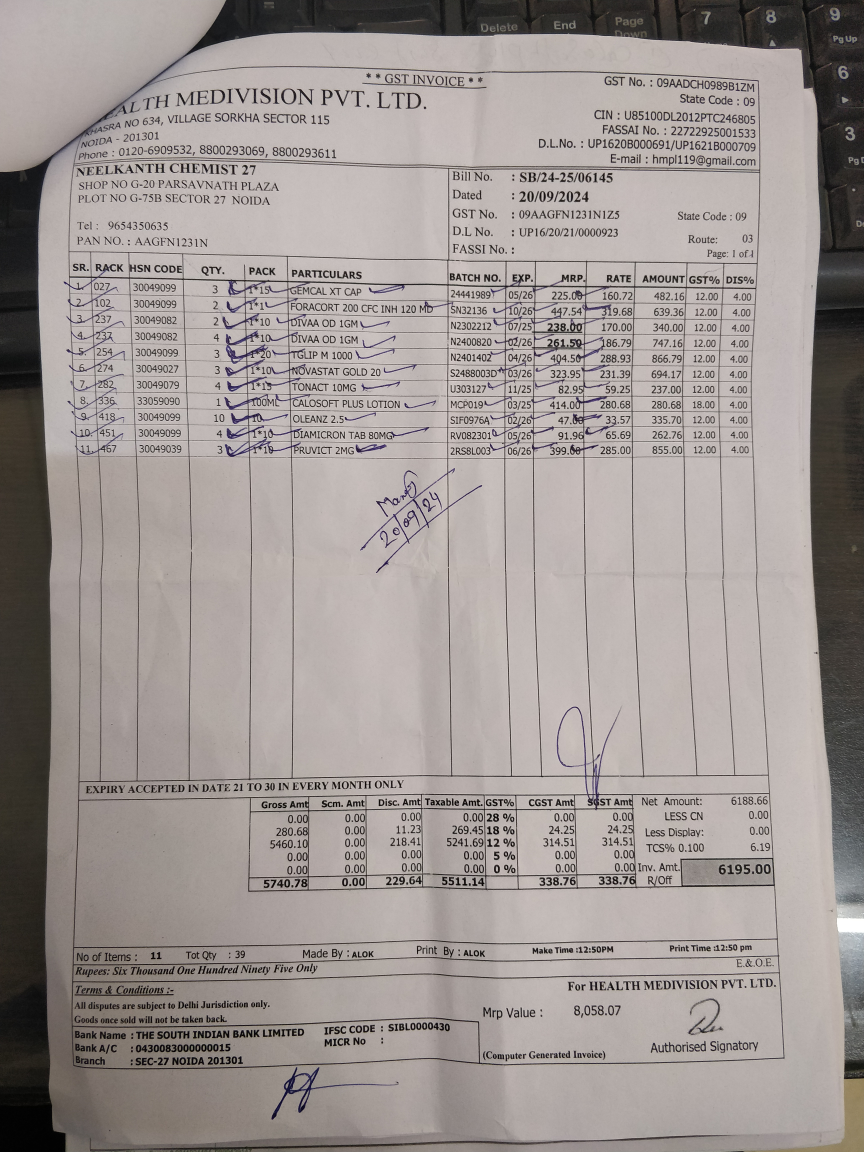 Delete End Page Down 7 8 9 Pg Up
6
3
** GST INVOICE **
HEALTH MEDIVISION PVT. LTD.
KHASRA NO 634, VILLAGE SORKHA SECTOR 115
NOIDA - 201301
Phone : 0120-6909532, 8800293069, 8800293611
GST No. : 09AADCH0989B1ZM
State Code : 09
CIN : U85100DL2012PTC246805
FASSAI No. : 22722925001533
D.L.No. : UP1620B000691/UP1621B000709
E-mail : hmpl119@gmail.com
NEELKANTH CHEMIST 27
SHOP NO G-20 PARSAVNATH PLAZA
PLOT NO G-75B SECTOR 27 NOIDA
Tel : 9654350635
PAN NO. : AAGFN1231N
Bill No. : SB/24-25/06145
Dated : 20/09/2024
GST No. : 09AAGFN1231N1Z5 State Code : 09
D.L No. : UP16/20/21/0000923
Route: 03
FASSI No. :
Page: 1 of 1
SR. RACK HSN CODE QTY. PACK PARTICULARS BATCH NO. EXP. MRP. RATE AMOUNT GST% DIS%
1. 027 30049099 3 1*15 GEMCAL XT CAP 24441989 05/26 225.00 160.72 482.16 12.00 4.00
2. 102 30049099 2 1*1 FORACORT 200 CFC INH 120 MD SN32136 10/26 447.54 319.68 639.36 12.00 4.00
3. 237 30049082 2 1*10 DIVAA OD 1GM N2302212 07/25 238.00 170.00 340.00 12.00 4.00
4. 237 30049082 4 1*10 DIVAA OD 1GM N2400820 02/26 261.50 186.79 747.16 12.00 4.00
5. 254 30049099 3 1*20 TGLIP M 1000 N2401402 04/26 404.50 288.93 866.79 12.00 4.00
6. 274 30049027 3 1*10 NOVASTAT GOLD 20 S2488003D 03/26 323.95 231.39 694.17 12.00 4.00
7. 282 30049079 4 1*15 TONACT 10MG U303127 11/25 82.95 59.25 237.00 12.00 4.00
8. 336 33059090 1 100ML CALOSOFT PLUS LOTION MCP019 03/25 414.00 280.68 280.68 18.00 4.00
9. 418 30049099 10 10 OLEANZ 2.5 SIF0976A 02/26 47.00 33.57 335.70 12.00 4.00
10. 451 30049099 4 1*10 DIAMICRON TAB 80MG RV082301 05/26 91.96 65.69 262.76 12.00 4.00
11. 467 30049039 3 1*10 PRUVICT 2MG 2RS8L003 06/26 399.00 285.00 855.00 12.00 4.00
20/09/24
EXPIRY ACCEPTED IN DATE 21 TO 30 IN EVERY MONTH ONLY
Gross Amt Scm. Amt Disc. Amt Taxable Amt. GST% CGST Amt SGST Amt
0.00 0.00 0.00 0.00 28 % 0.00 0.00
280.68 0.00 11.23 269.45 18 % 24.25 24.25
5460.10 0.00 218.41 5241.69 12 % 314.51 314.51
0.00 0.00 0.00 0.00 5 % 0.00 0.00
0.00 0.00 0.00 0.00 0 % 0.00 0.00
5740.78 0.00 229.64 5511.14 338.76 338.76
Net Amount: 6188.66
LESS CN 0.00
Less Display: 0.00
TCS% 0.100 6.19
Inv. Amt. 6195.00
R/Off
No of Items : 11 Tot Qty : 39 Made By : ALOK Print By : ALOK Make Time :12:50PM Print Time :12:50 pm
Rupees: Six Thousand One Hundred Ninety Five Only
E.& O.E.
Terms & Conditions :-
All disputes are subject to Delhi Jurisdiction only.
Goods once sold will not be taken back.
Bank Name : THE SOUTH INDIAN BANK LIMITED IFSC CODE : SIBL0000430
Bank A/C : 0430083000000015 MICR No :
Branch : SEC-27 NOIDA 201301
For HEALTH MEDIVISION PVT. LTD.
Mrp Value : 8,058.07
(Computer Generated Invoice)
Authorised Signatory